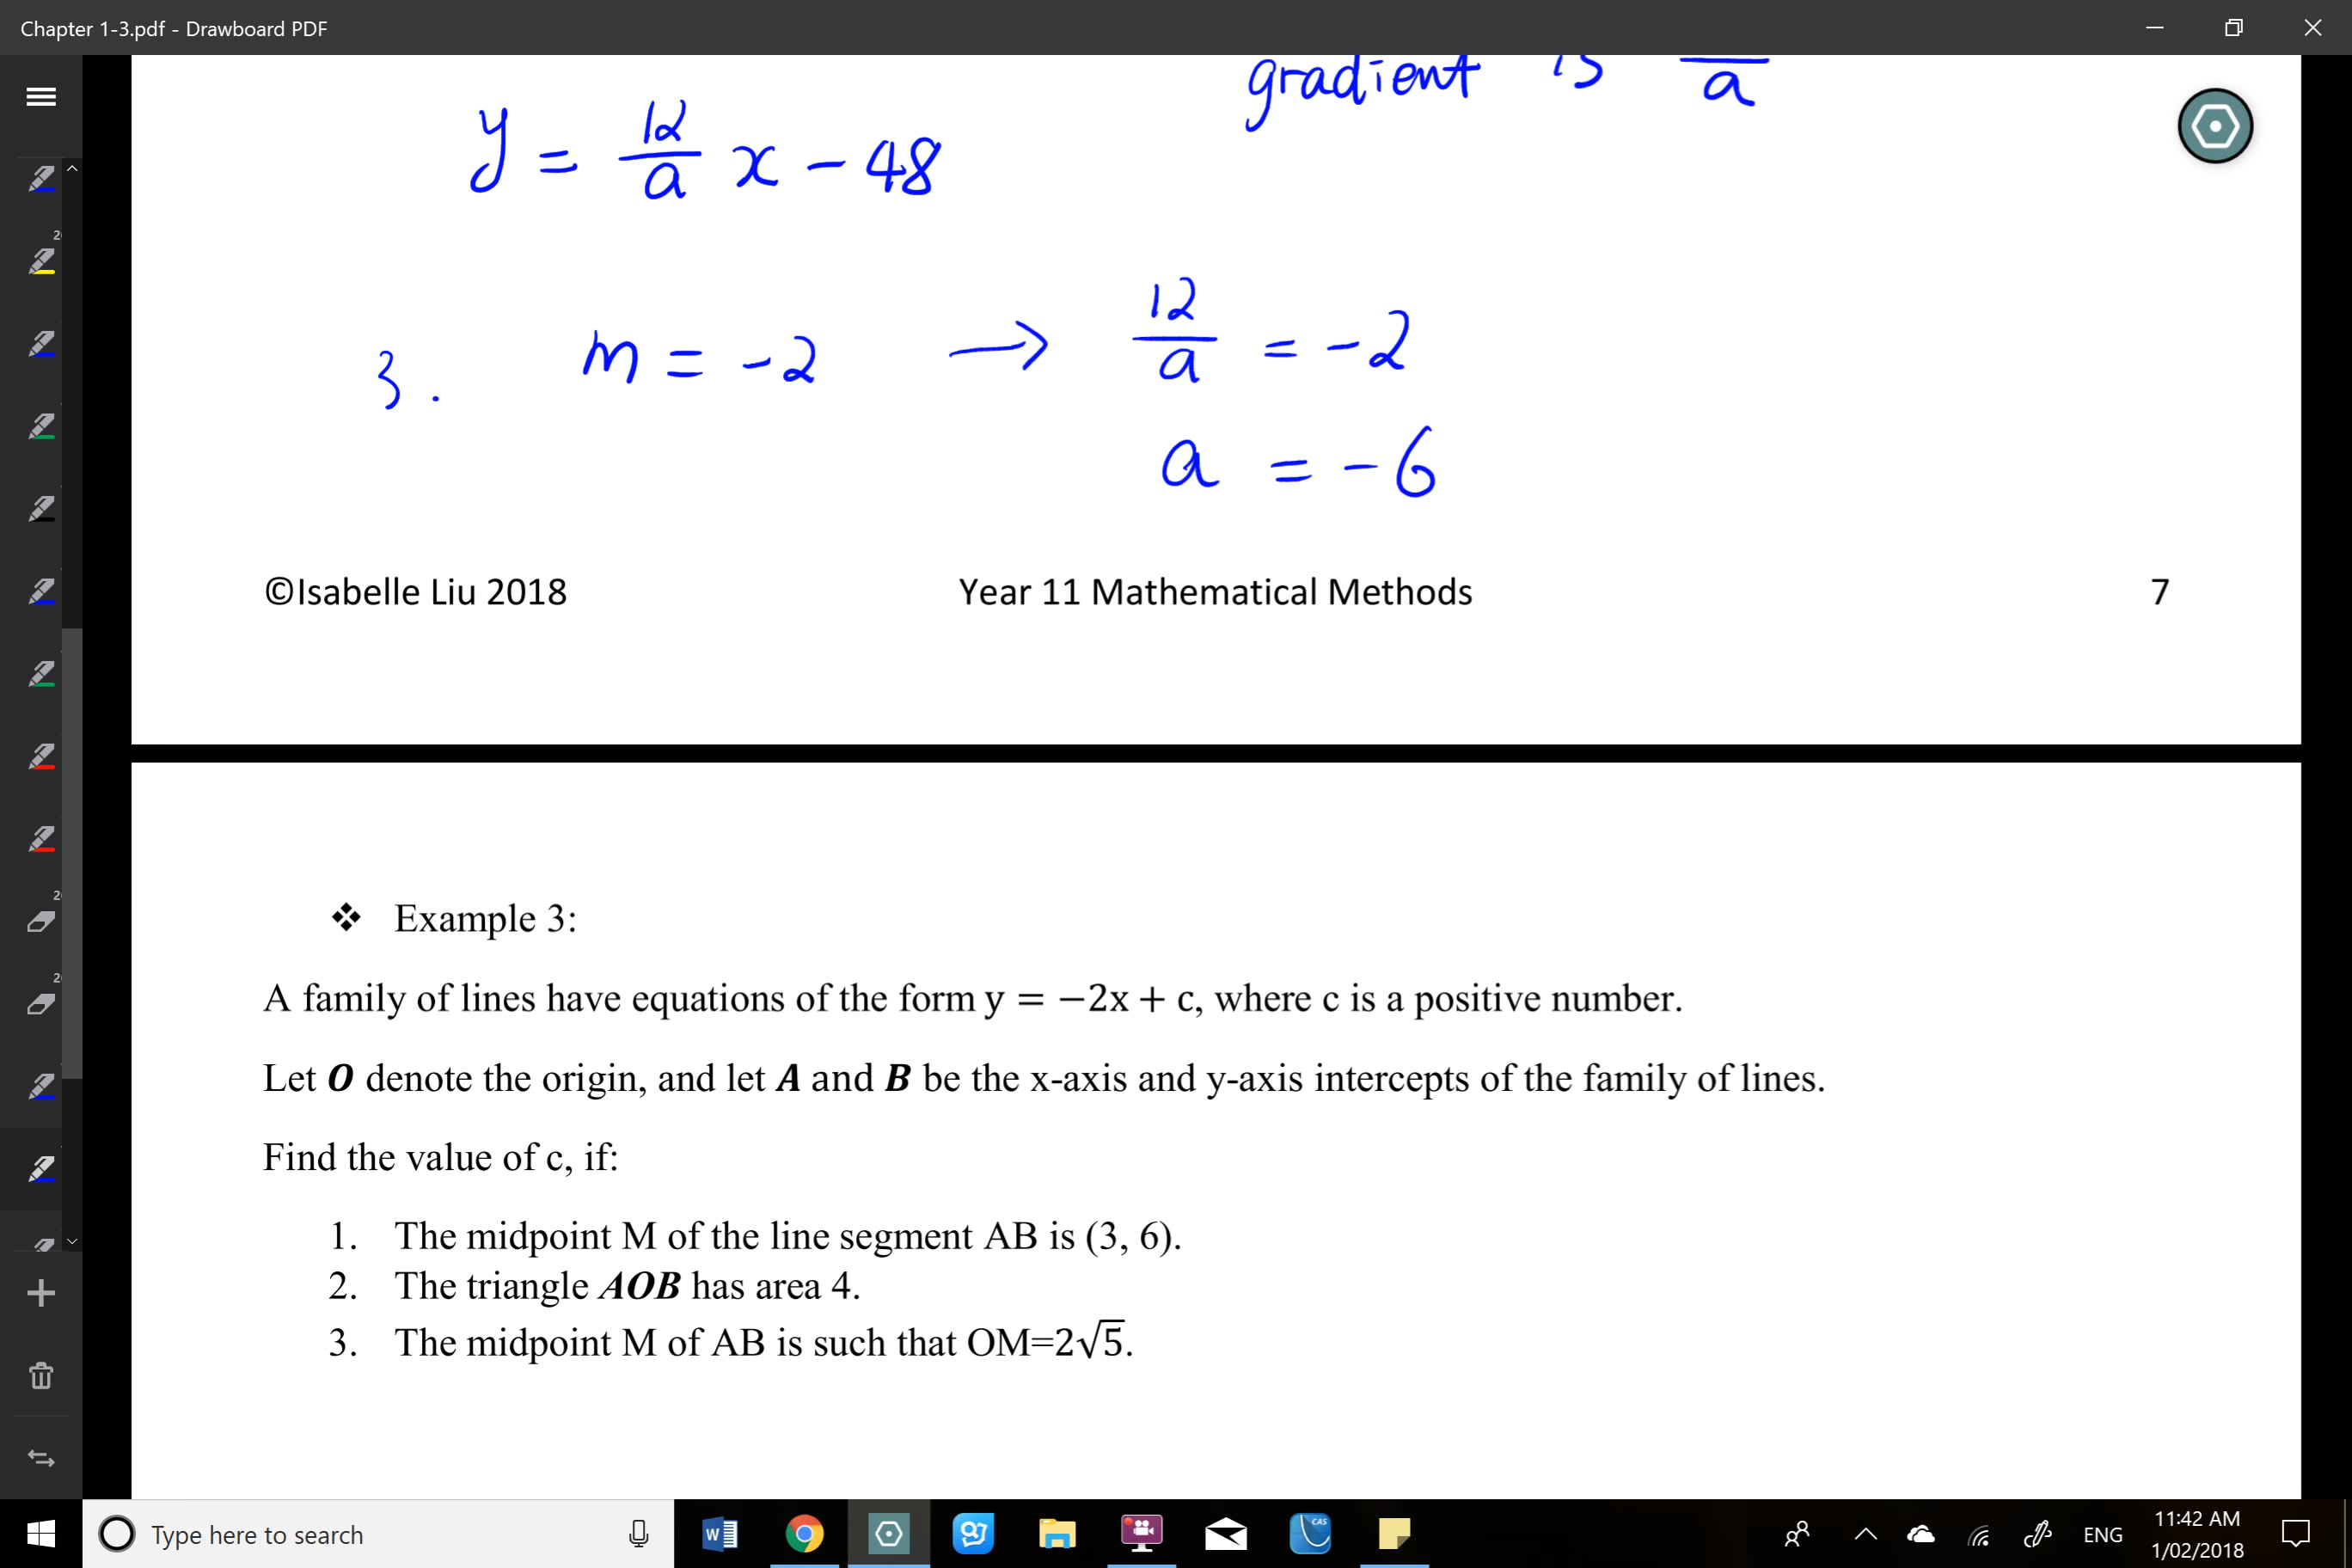 Chapter 1-3.pdf - Drawboard PDF
gradient is
a
y = 12/a x - 48
3. m = -2 → 12/a = -2
a = -6
©Isabelle Liu 2018 Year 11 Mathematical Methods 7
❖ Example 3:
A family of lines have equations of the form y = −2x + c, where c is a positive number.
Let O denote the origin, and let A and B be the x-axis and y-axis intercepts of the family of lines.
Find the value of c, if:
1. The midpoint M of the line segment AB is (3, 6).
2. The triangle AOB has area 4.
3. The midpoint M of AB is such that OM=2√5.
Type here to search
CAS
ENG
11:42 AM
1/02/2018